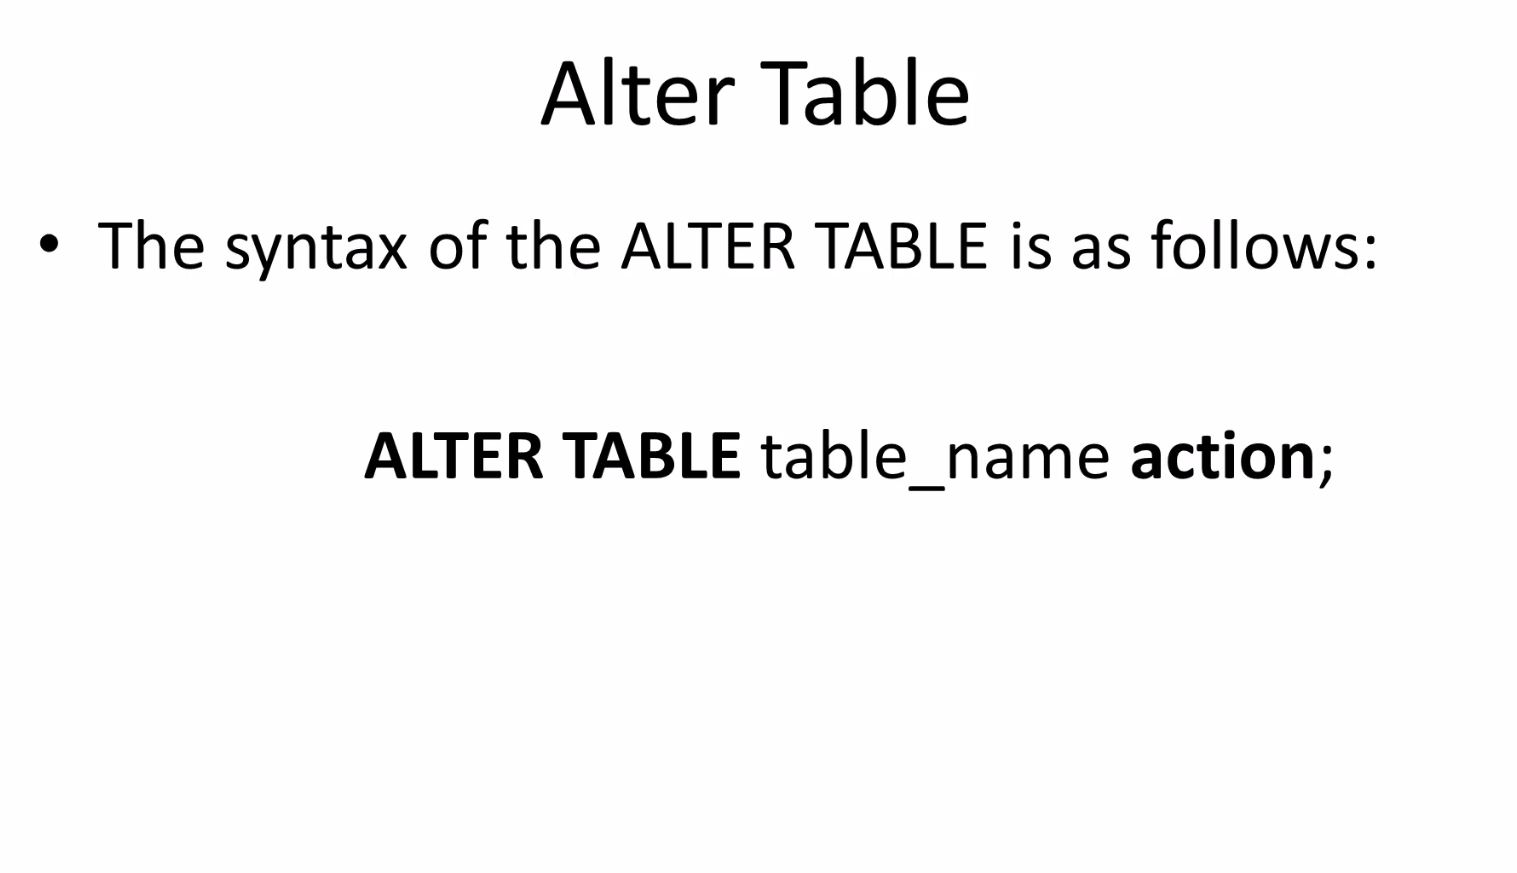 Alter Table
• The syntax of the ALTER TABLE is as follows:
ALTER TABLE table_name action;